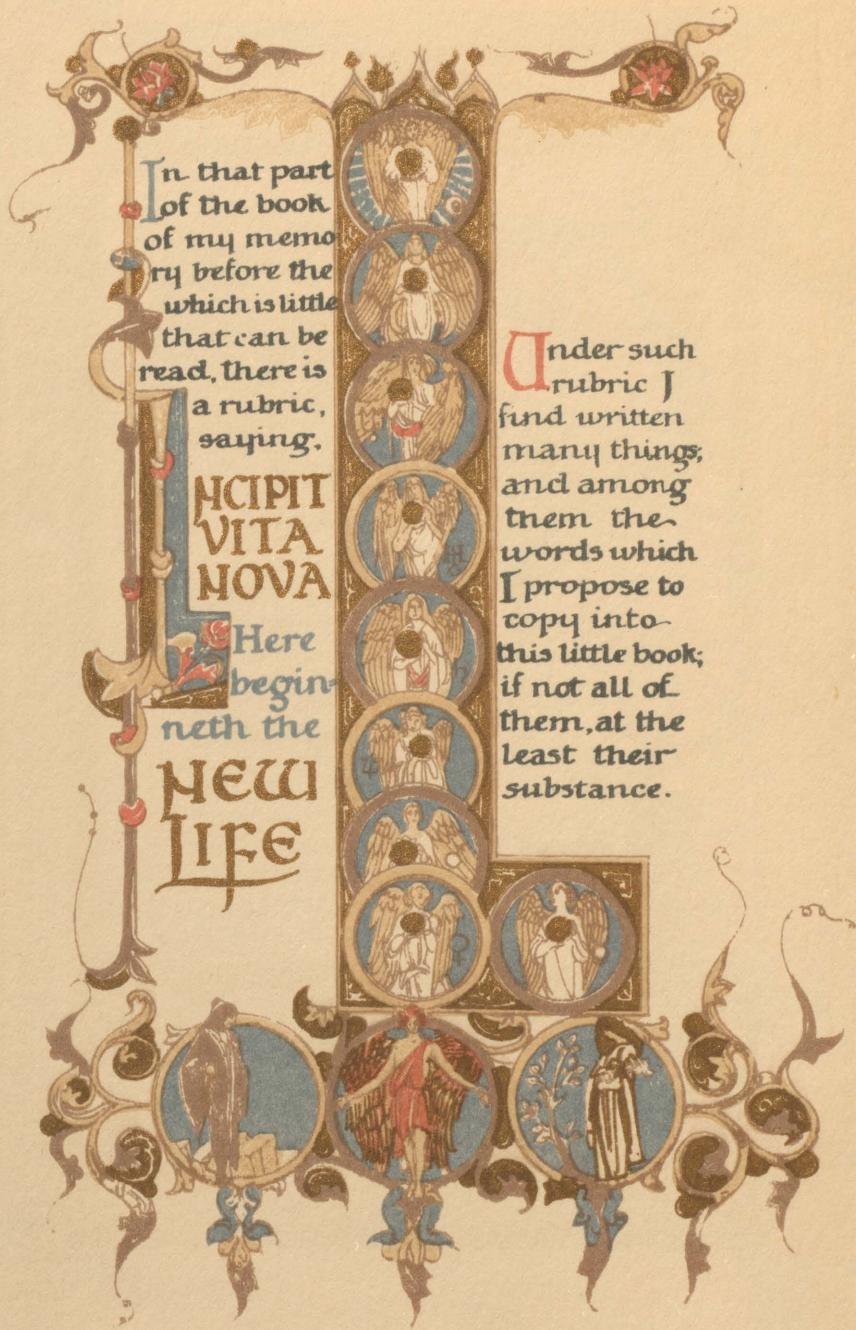 In that part
of the book
of my memo
ry before the
which is little
that can be
read, there is
a rubric,
saying,
INCIPIT
VITA
NOVA
Here
begin-
neth the
NEW
LIFE
Under such
rubric I
find written
many things;
and among
them the
words which
I propose to
copy into
this little book;
if not all of
them, at the
least their
substance.